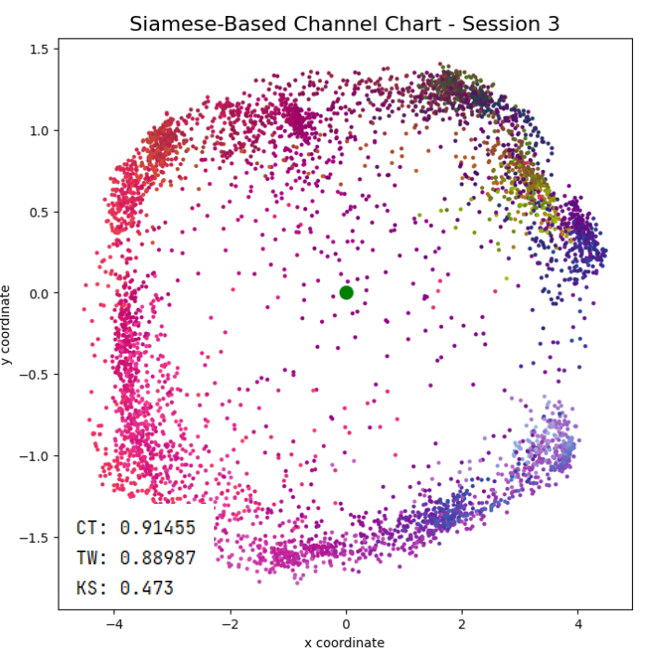 Siamese-Based Channel Chart - Session 3
1.5
1.0
0.5
0.0
−0.5
−1.0
−1.5
y coordinate
CT: 0.91455
TW: 0.88987
KS: 0.473
−4
−2
0
2
4
x coordinate